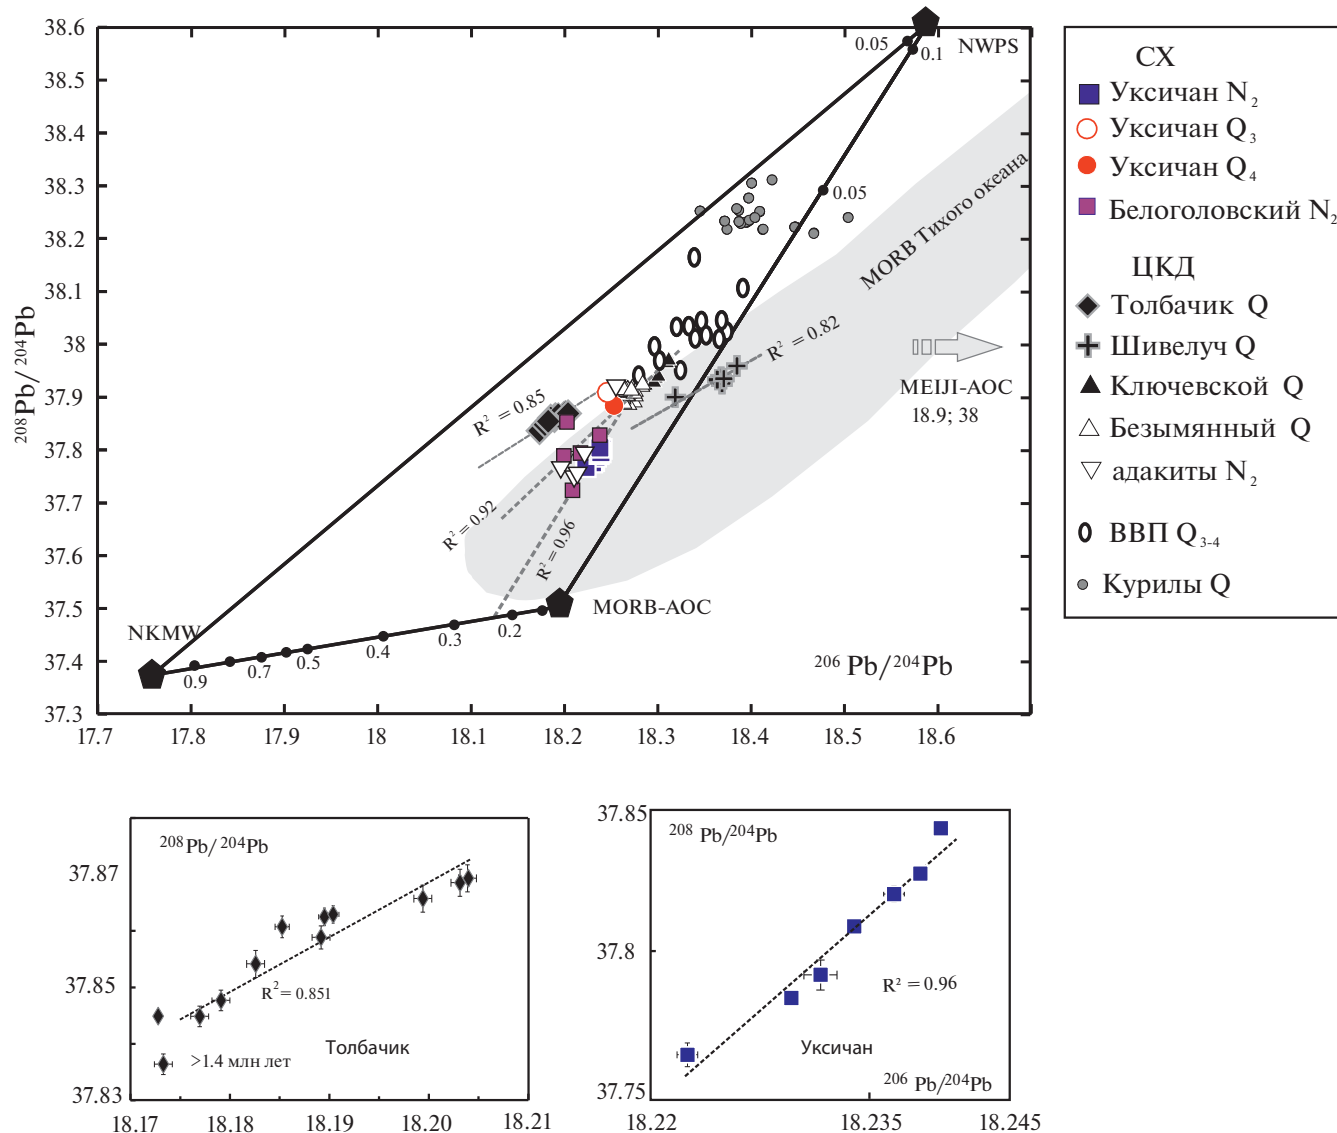 38.6
38.5
38.4
38.3
38.2
38.1
38
37.9
37.8
37.7
37.6
37.5
37.4
37.3
²⁰⁸Pb/²⁰⁴Pb
17.7
17.8
17.9
18
18.1
18.2
18.3
18.4
18.5
18.6
²⁰⁶Pb/²⁰⁴Pb
0.05
0.1
NWPS
0.05
MORB Тихого океана
R² = 0.82
R² = 0.85
MEIJI-AOC
18.9; 38
R² = 0.92
R² = 0.96
MORB-AOC
NKMW
0.9
0.7
0.5
0.4
0.3
0.2
СХ
Уксичан N₂
Уксичан Q₃
Уксичан Q₄
Белоголовский N₂
ЦКД
Толбачик Q
Шивелуч Q
Ключевской Q
Безымянный Q
адакиты N₂
ВВП Q₃₋₄
Курилы Q
²⁰⁸Pb/²⁰⁴Pb
37.87
37.85
37.83
R² = 0.851
Толбачик
>1.4 млн лет
18.17
18.18
18.19
18.20
18.21
37.85
²⁰⁸Pb/²⁰⁴Pb
37.8
37.75
R² = 0.96
Уксичан
²⁰⁶Pb/²⁰⁴Pb
18.22
18.235
18.245